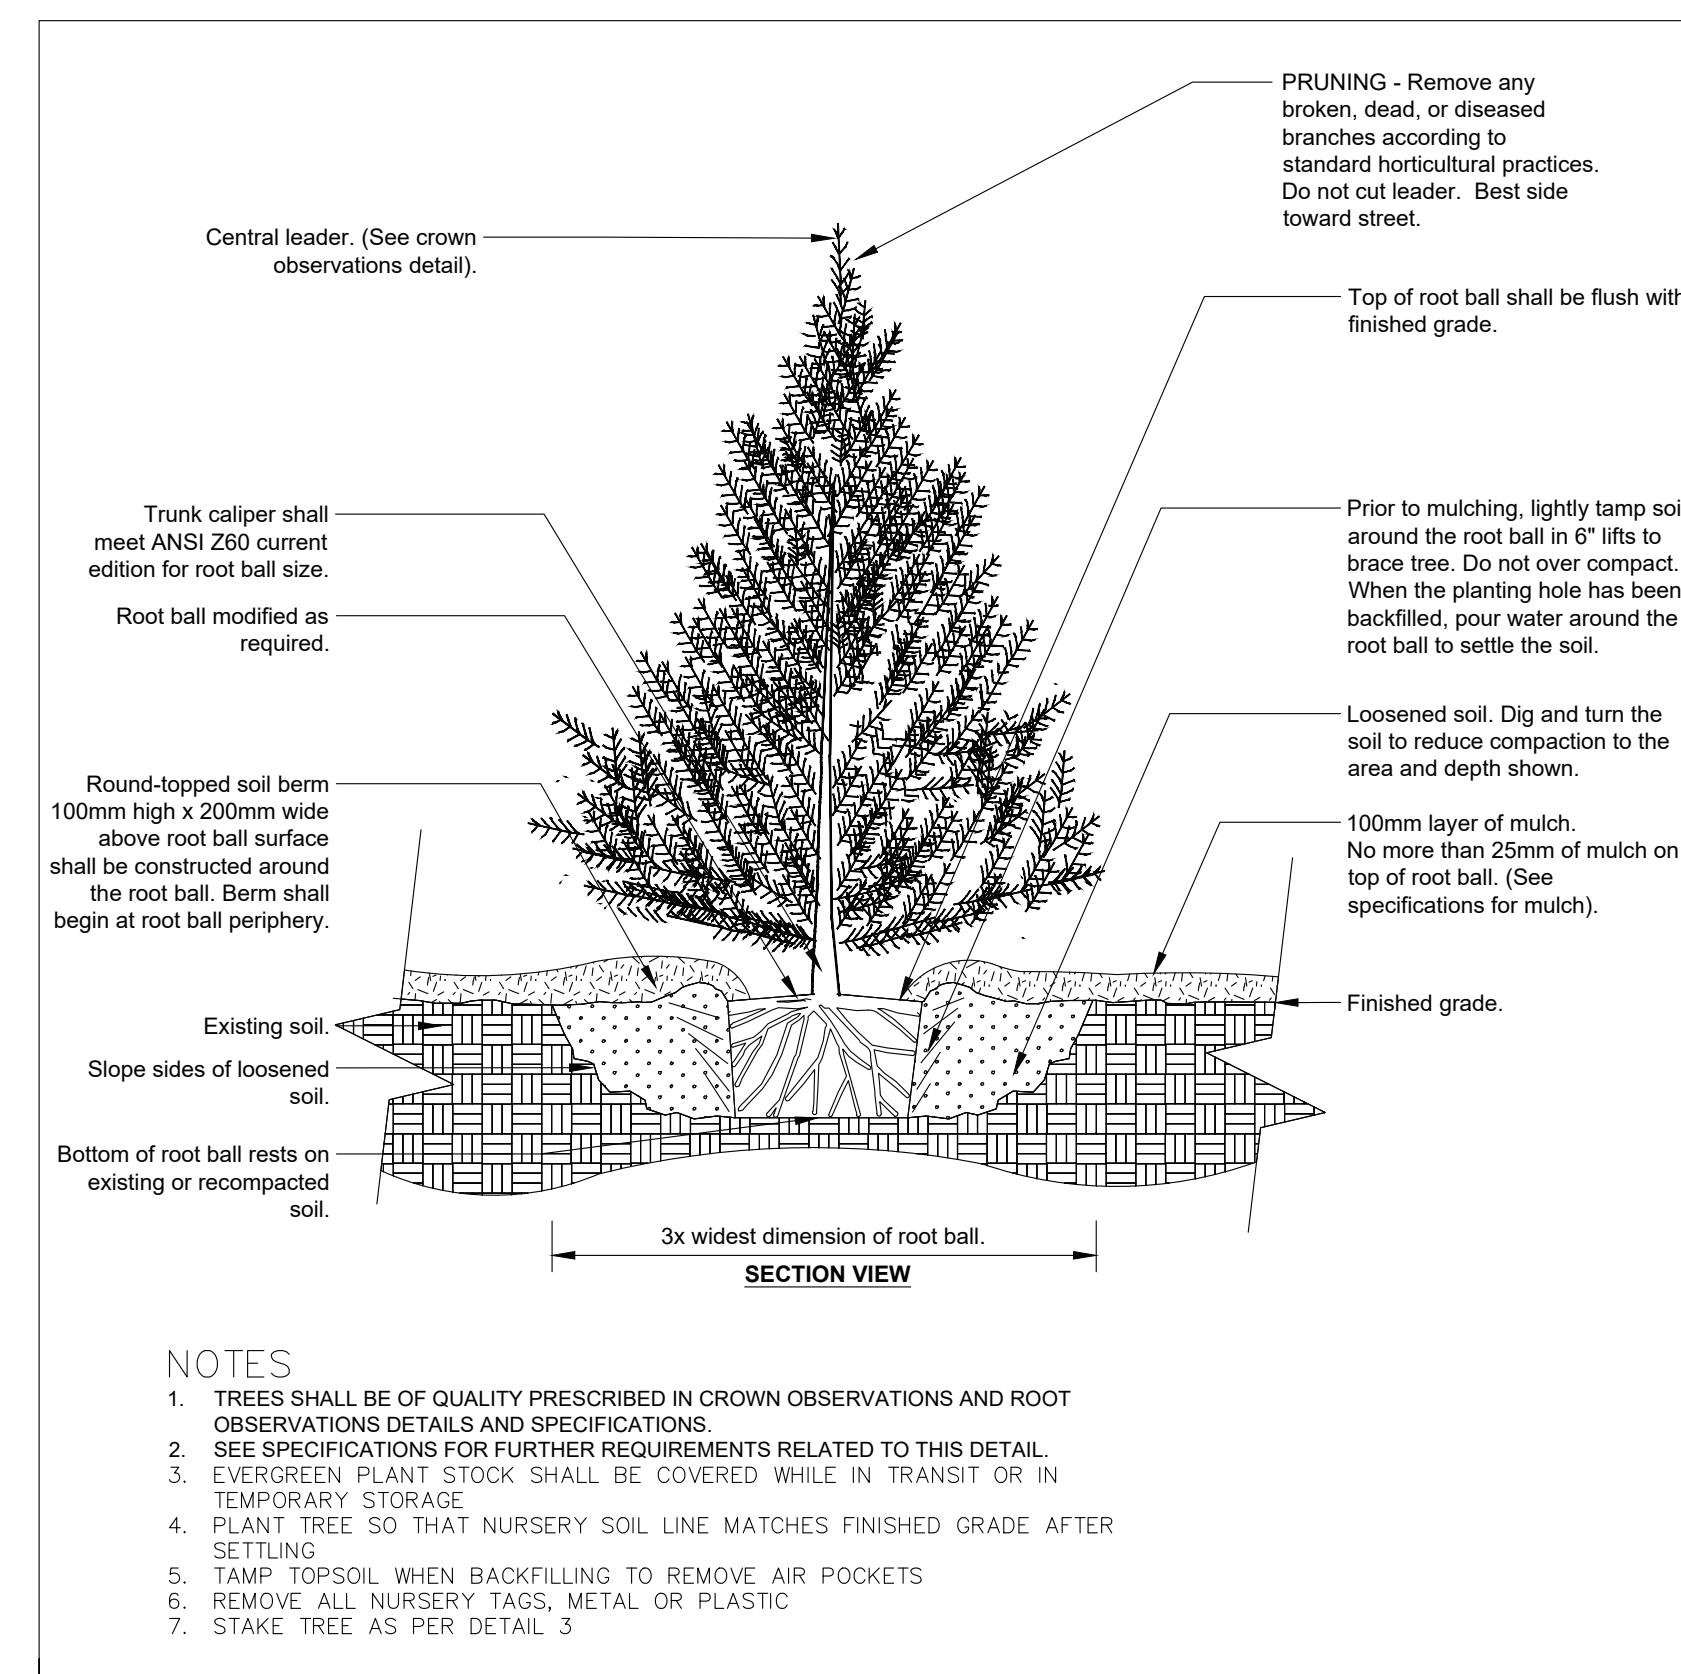 PRUNING - Remove any
broken, dead, or diseased
branches according to
standard horticultural practices.
Do not cut leader.  Best side
toward street.
Central leader. (See crown
observations detail).
Top of root ball shall be flush with
finished grade.
Trunk caliper shall
meet ANSI Z60 current
edition for root ball size.
Root ball modified as
required.
Prior to mulching, lightly tamp soi
around the root ball in 6" lifts to
brace tree. Do not over compact.
When the planting hole has been
backfilled, pour water around the
root ball to settle the soil.
Loosened soil. Dig and turn the
soil to reduce compaction to the
area and depth shown.
Round-topped soil berm
100mm high x 200mm wide
above root ball surface
shall be constructed around
the root ball. Berm shall
begin at root ball periphery.
100mm layer of mulch.
No more than 25mm of mulch on
top of root ball. (See
specifications for mulch).
Existing soil.
Finished grade.
Slope sides of loosened
soil.
Bottom of root ball rests on
existing or recompacted
soil.
3x widest dimension of root ball.
SECTION VIEW
NOTES
1. TREES SHALL BE OF QUALITY PRESCRIBED IN CROWN OBSERVATIONS AND ROOT
OBSERVATIONS DETAILS AND SPECIFICATIONS.
2. SEE SPECIFICATIONS FOR FURTHER REQUIREMENTS RELATED TO THIS DETAIL.
3. EVERGREEN PLANT STOCK SHALL BE COVERED WHILE IN TRANSIT OR IN
TEMPORARY STORAGE
4. PLANT TREE SO THAT NURSERY SOIL LINE MATCHES FINISHED GRADE AFTER
SETTLING
5. TAMP TOPSOIL WHEN BACKFILLING TO REMOVE AIR POCKETS
6. REMOVE ALL NURSERY TAGS, METAL OR PLASTIC
7. STAKE TREE AS PER DETAIL 3